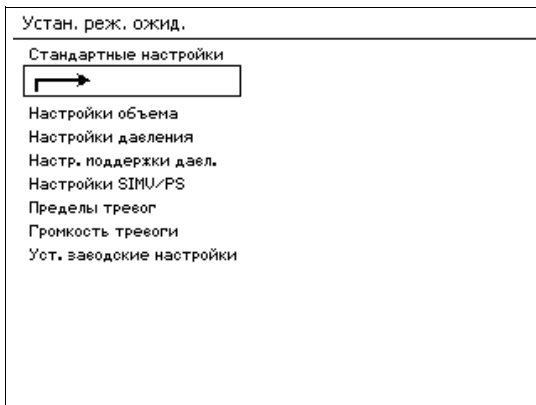 Устан. реж. ожид.
Стандартные настройки
Настройки объема
Настройки давления
Настр. поддержки давл.
Настройки SIMV/PS
Пределы тревог
Громкость тревоги
Уст. заводские настройки